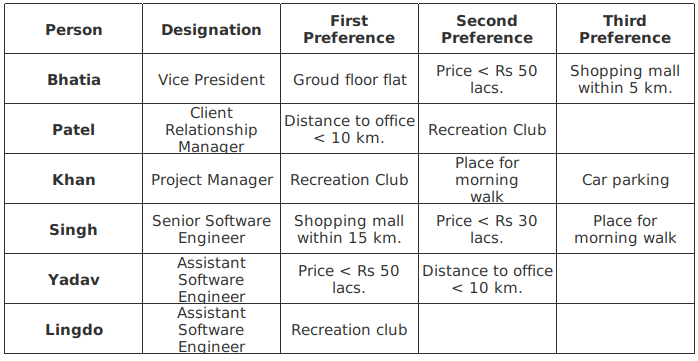 Person
Designation
First
Preference
Second
Preference
Third
Preference
Bhatia
Vice President
Groud floor flat
Price < Rs 50
lacs.
Shopping mall
within 5 km.
Patel
Client
Relationship
Manager
Distance to office
< 10 km.
Recreation Club
Khan
Project Manager
Recreation Club
Place for
morning
walk
Car parking
Singh
Senior Software
Engineer
Shopping mall
within 15 km.
Price < Rs 30
lacs.
Place for
morning walk
Yadav
Assistant
Software
Engineer
Price < Rs 50
lacs.
Distance to office
< 10 km.
Lingdo
Assistant
Software
Engineer
Recreation club